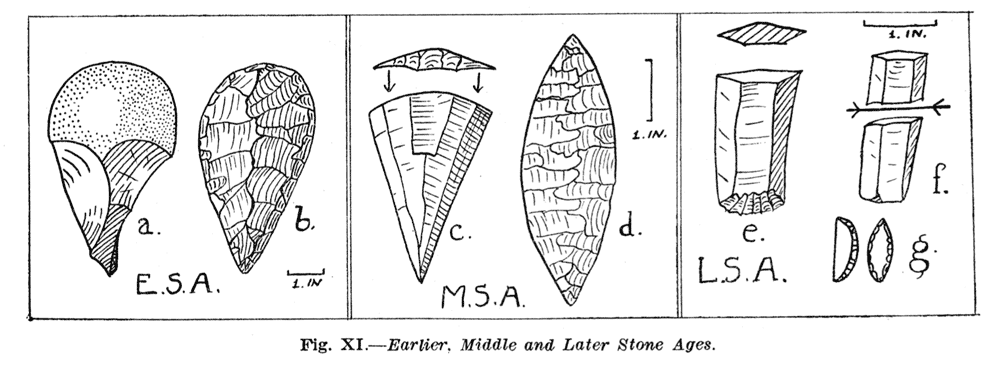 a.
b.
E.S.A.
1. IN
c.
d.
1. IN.
M.S.A.
1. IN.
e.
f.
g.
L.S.A.
Fig. XI.—Earlier, Middle and Later Stone Ages.